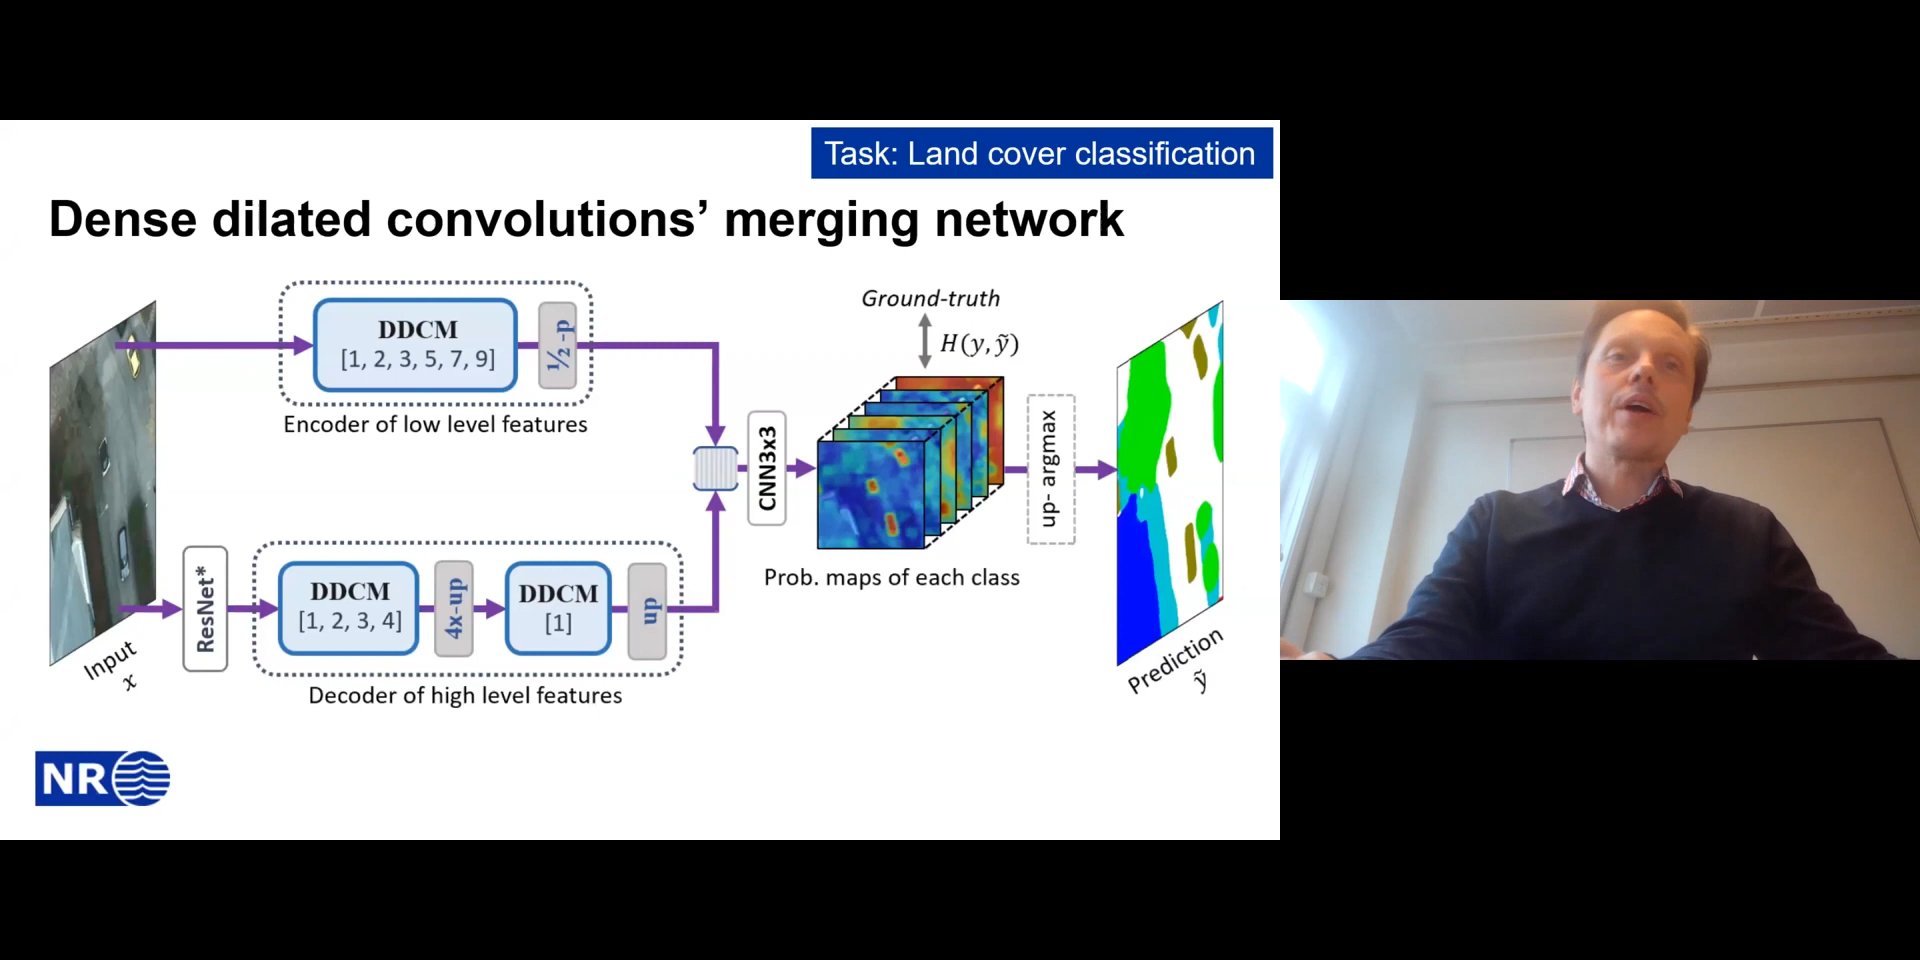 Task: Land cover classification
Dense dilated convolutions’ merging network
DDCM
[1, 2, 3, 5, 7, 9]
½-p
Encoder of low level features
Ground-truth
H(y, ỹ)
CNN3x3
up- argmax
Prob. maps of each class
ResNet*
DDCM
[1, 2, 3, 4]
4x-up
DDCM
[1]
up
Decoder of high level features
Input
x
Prediction
ỹ
NR